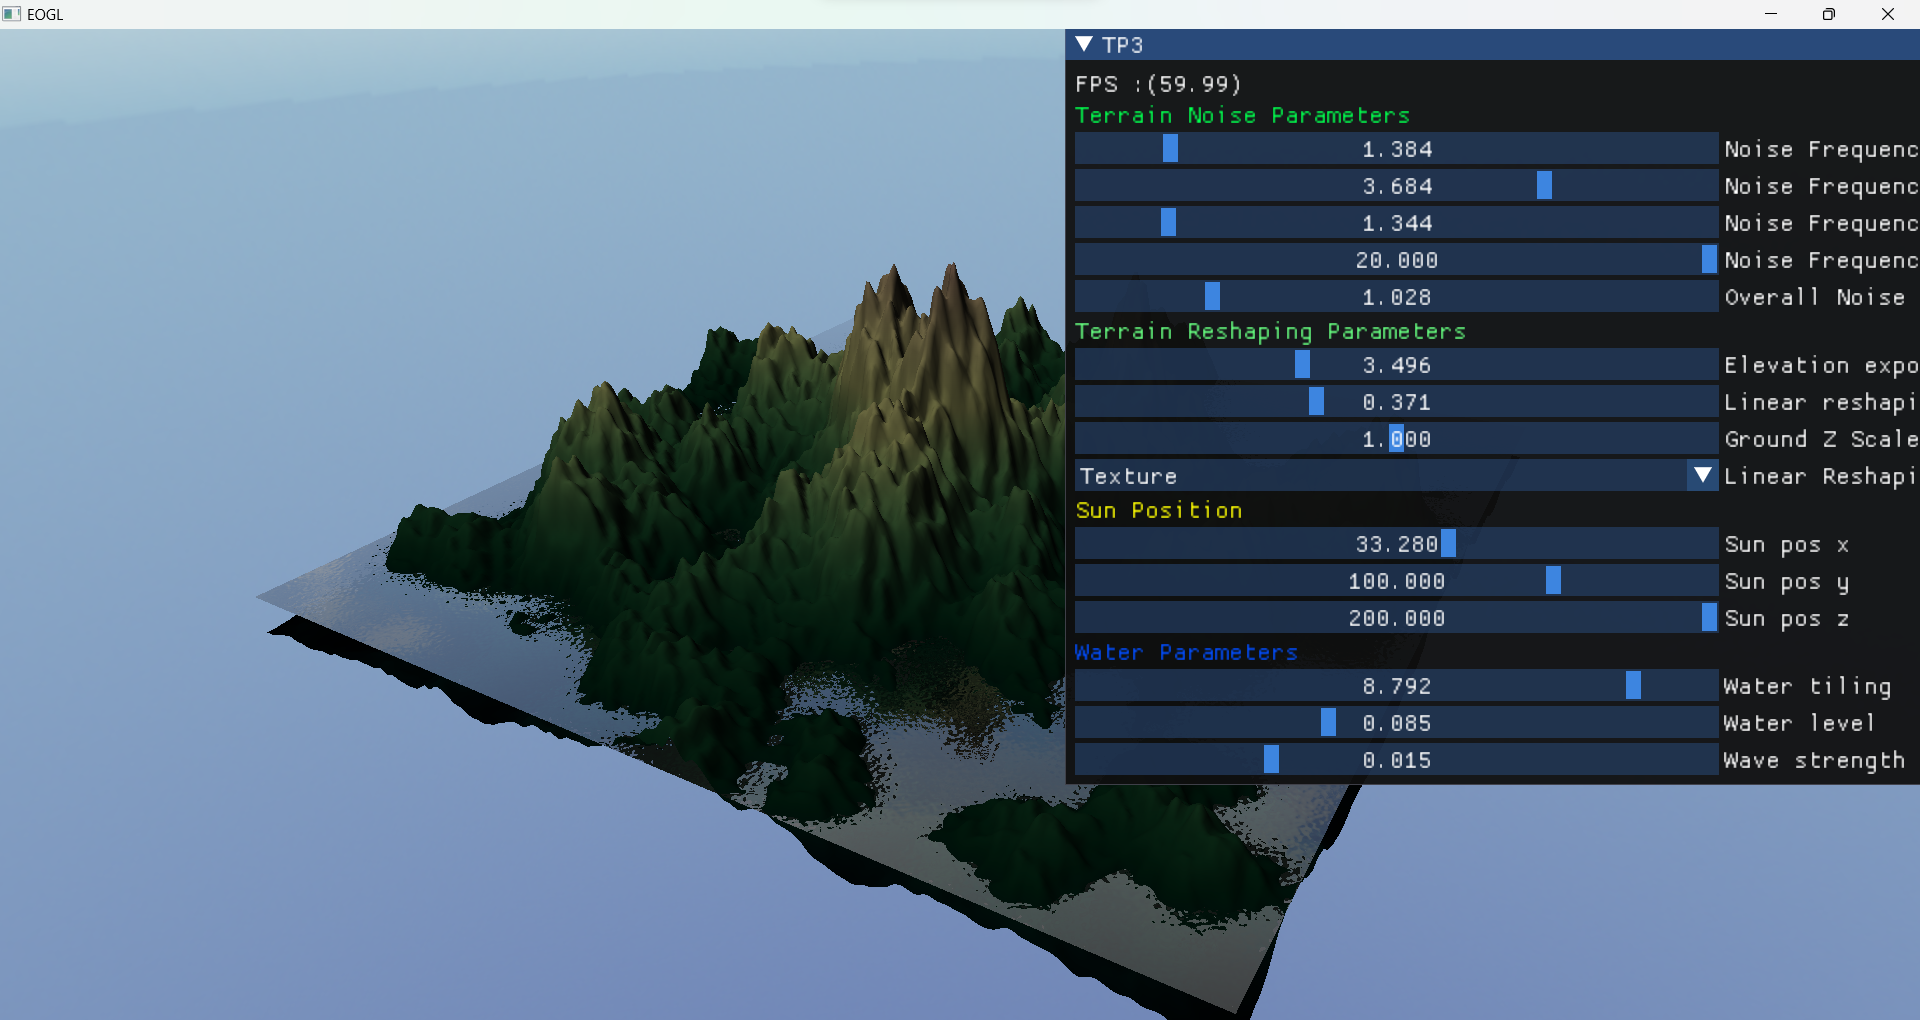 EOGL
TP3
FPS :(59.99)
Terrain Noise Parameters
1.384 Noise Frequenc
3.684 Noise Frequenc
1.344 Noise Frequenc
20.000 Noise Frequenc
1.028 Overall Noise
Terrain Reshaping Parameters
3.496 Elevation expo
0.371 Linear reshapi
1.000 Ground Z Scale
Texture Linear Reshapi
Sun Position
33.280 Sun pos x
100.000 Sun pos y
200.000 Sun pos z
Water Parameters
8.792 Water tiling
0.085 Water level
0.015 Wave strength